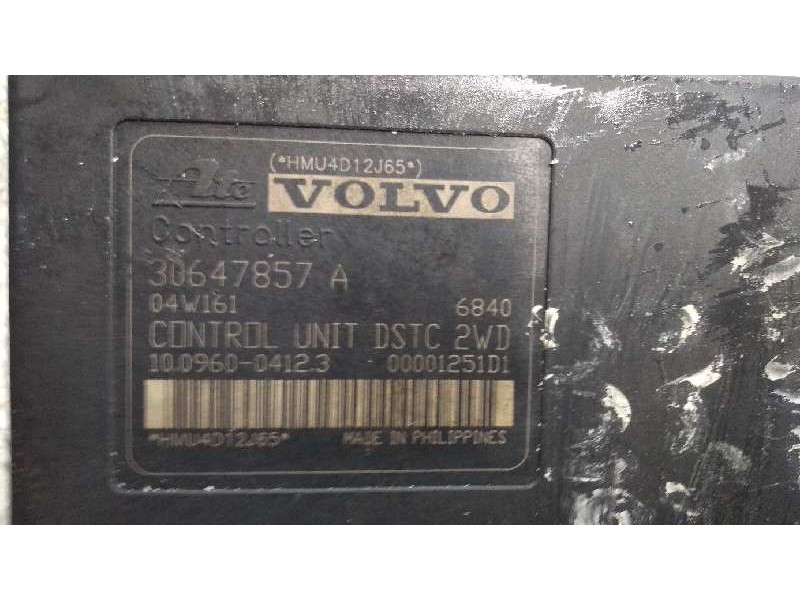 (*HMU4D12J65*)
Ate VOLVO
Controller
30647857 A
04W161 6840
CONTROL UNIT DSTC 2WD
10.0960-0412.3 00001251D1
*HMU4D12J65* MADE IN PHILIPPINES